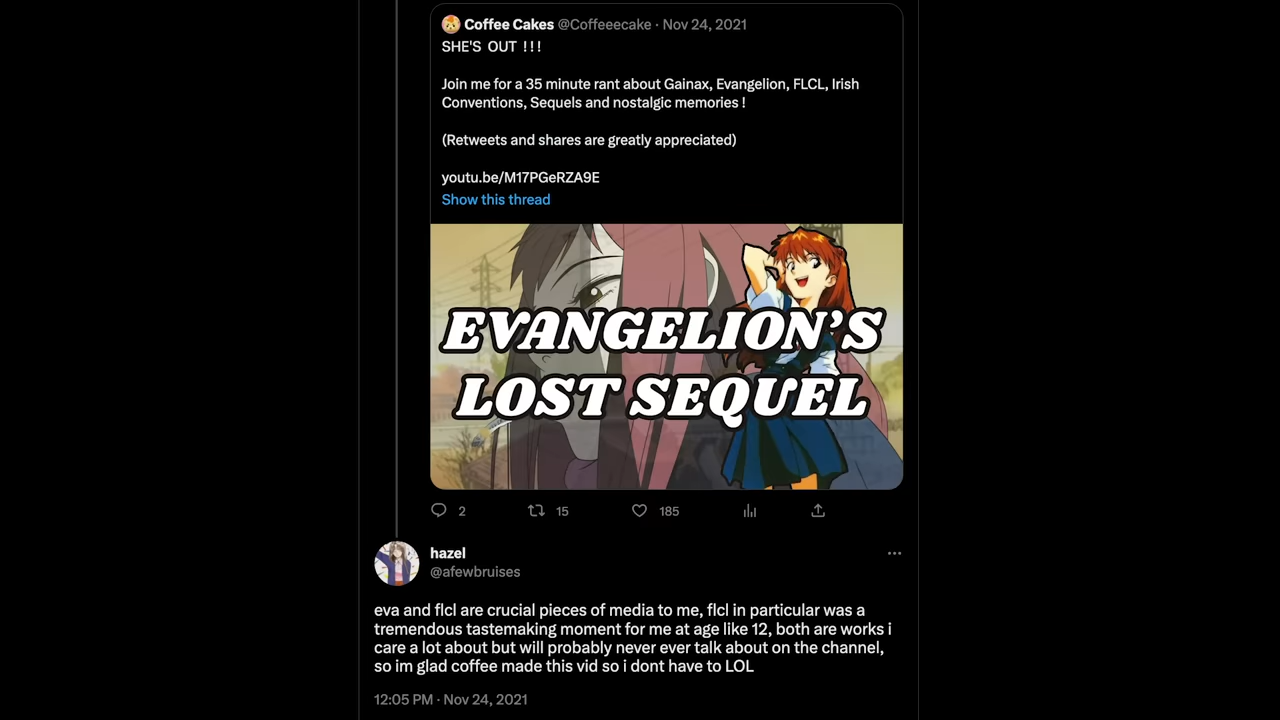 Coffee Cakes @Coffeeecake · Nov 24, 2021
SHE'S OUT !!!
Join me for a 35 minute rant about Gainax, Evangelion, FLCL, Irish
Conventions, Sequels and nostalgic memories !
(Retweets and shares are greatly appreciated)
youtu.be/M17PGeRZA9E
Show this thread
EVANGELION'S
LOST SEQUEL
2 15 185
hazel
@afewbruises
eva and flcl are crucial pieces of media to me, flcl in particular was a
tremendous tastemaking moment for me at age like 12, both are works i
care a lot about but will probably never ever talk about on the channel,
so im glad coffee made this vid so i dont have to LOL
12:05 PM · Nov 24, 2021